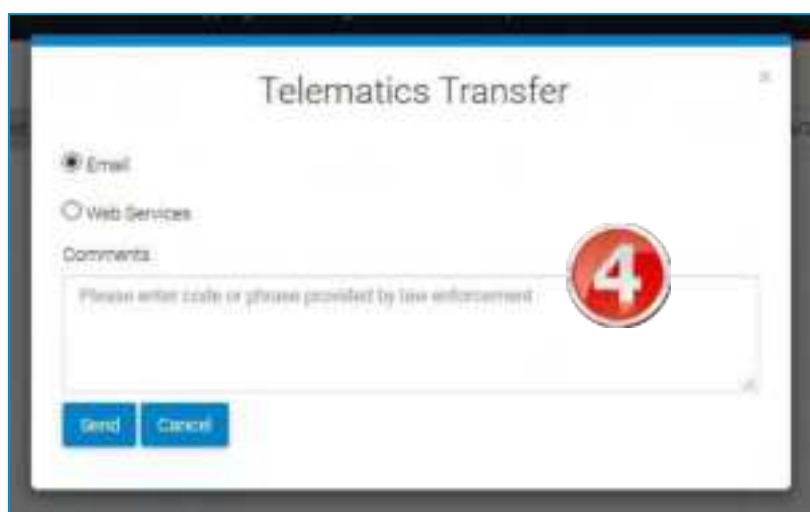 Telematics Transfer
×
Email
Web Services
Comments
Please enter code or phrase provided by law enforcement
4
Send Cancel